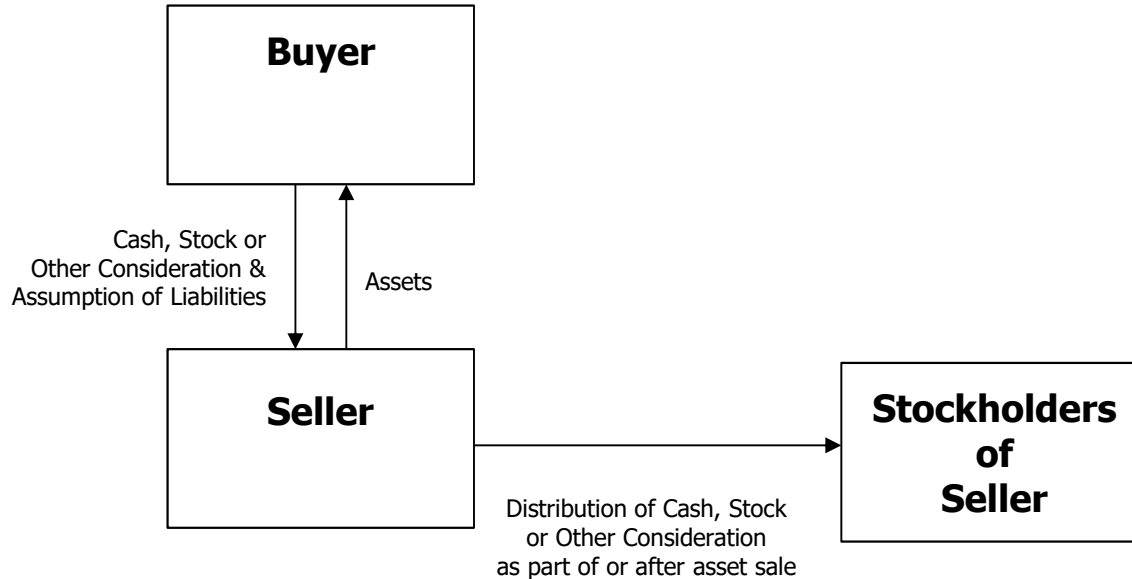 Buyer
Cash, Stock or
Other Consideration &
Assumption of Liabilities
Assets
Seller
Stockholders
of
Seller
Distribution of Cash, Stock
or Other Consideration
as part of or after asset sale